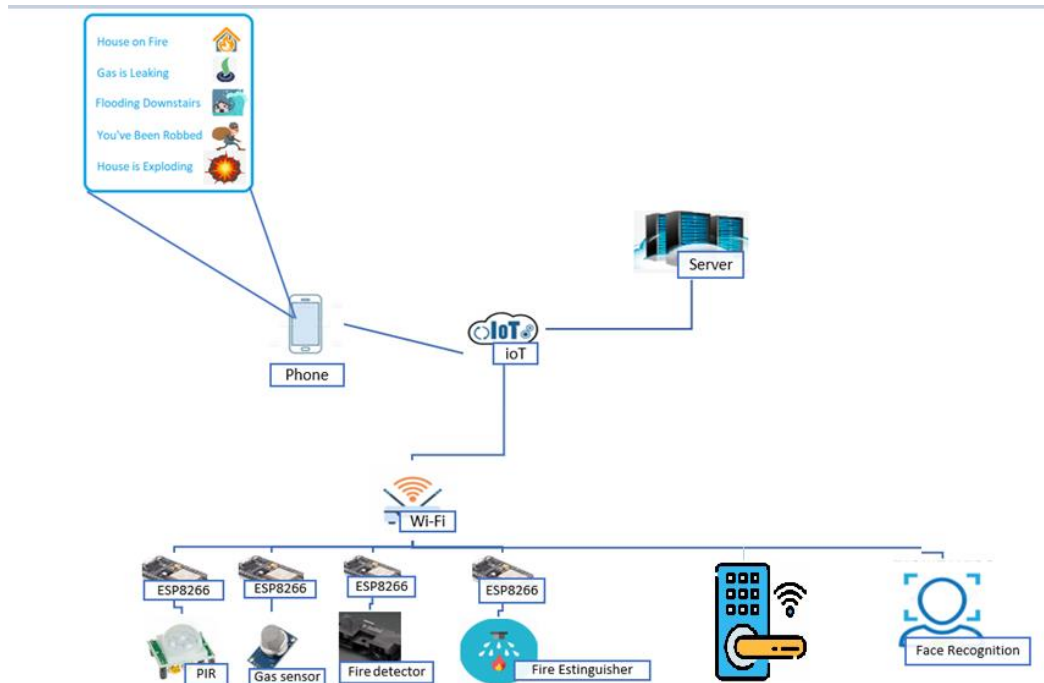 House on Fire
Gas is Leaking
Flooding Downstairs
You've Been Robbed
House is Exploding
Server
IoT
ioT
Phone
Wi-Fi
ESP8266
ESP8266
ESP8266
ESP8266
PIR
Gas sensor
Fire detector
Fire Estinguisher
Face Recognition